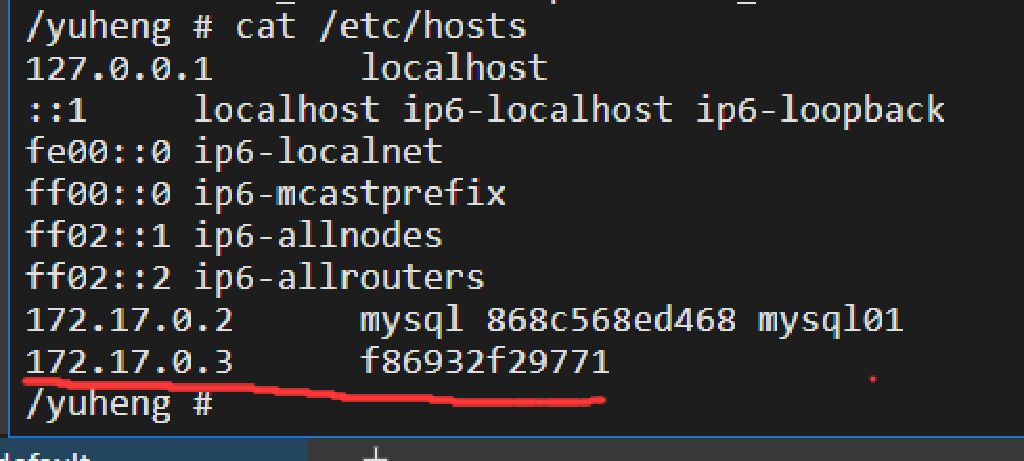 /yuheng # cat /etc/hosts
127.0.0.1 localhost
::1 localhost ip6-localhost ip6-loopback
fe00::0 ip6-localnet
ff00::0 ip6-mcastprefix
ff02::1 ip6-allnodes
ff02::2 ip6-allrouters
172.17.0.2 mysql 868c568ed468 mysql01
172.17.0.3 f86932f29771
/yuheng #